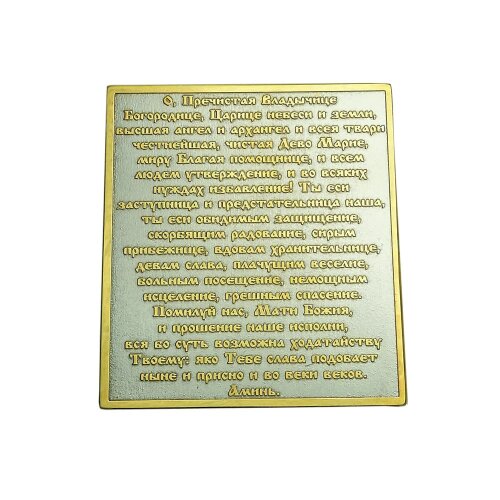 О, Пречистая Владычице
Богородице, Царице небеси и земли,
высшая ангел и архангел и всея твари
честнейшая, чистая Дево Марие,
миру Благая помощнице, и всем
людем утверждение, и во всяких
нуждах избавление! Ты еси
заступница и предстательница наша,
ты еси обидимым защищение,
скорбящим радование, сирым
прибежище, вдовам хранительнице,
девам слава, плачущим веселие,
больным посещение, немощным
исцеление, грешным спасение.
Помилуй нас, Мати Божия,
и прошение наше исполни,
вся бо суть возможна ходатайству
Твоему: яко Тебе слава подобает
ныне и присно и во веки веков.
Аминь.